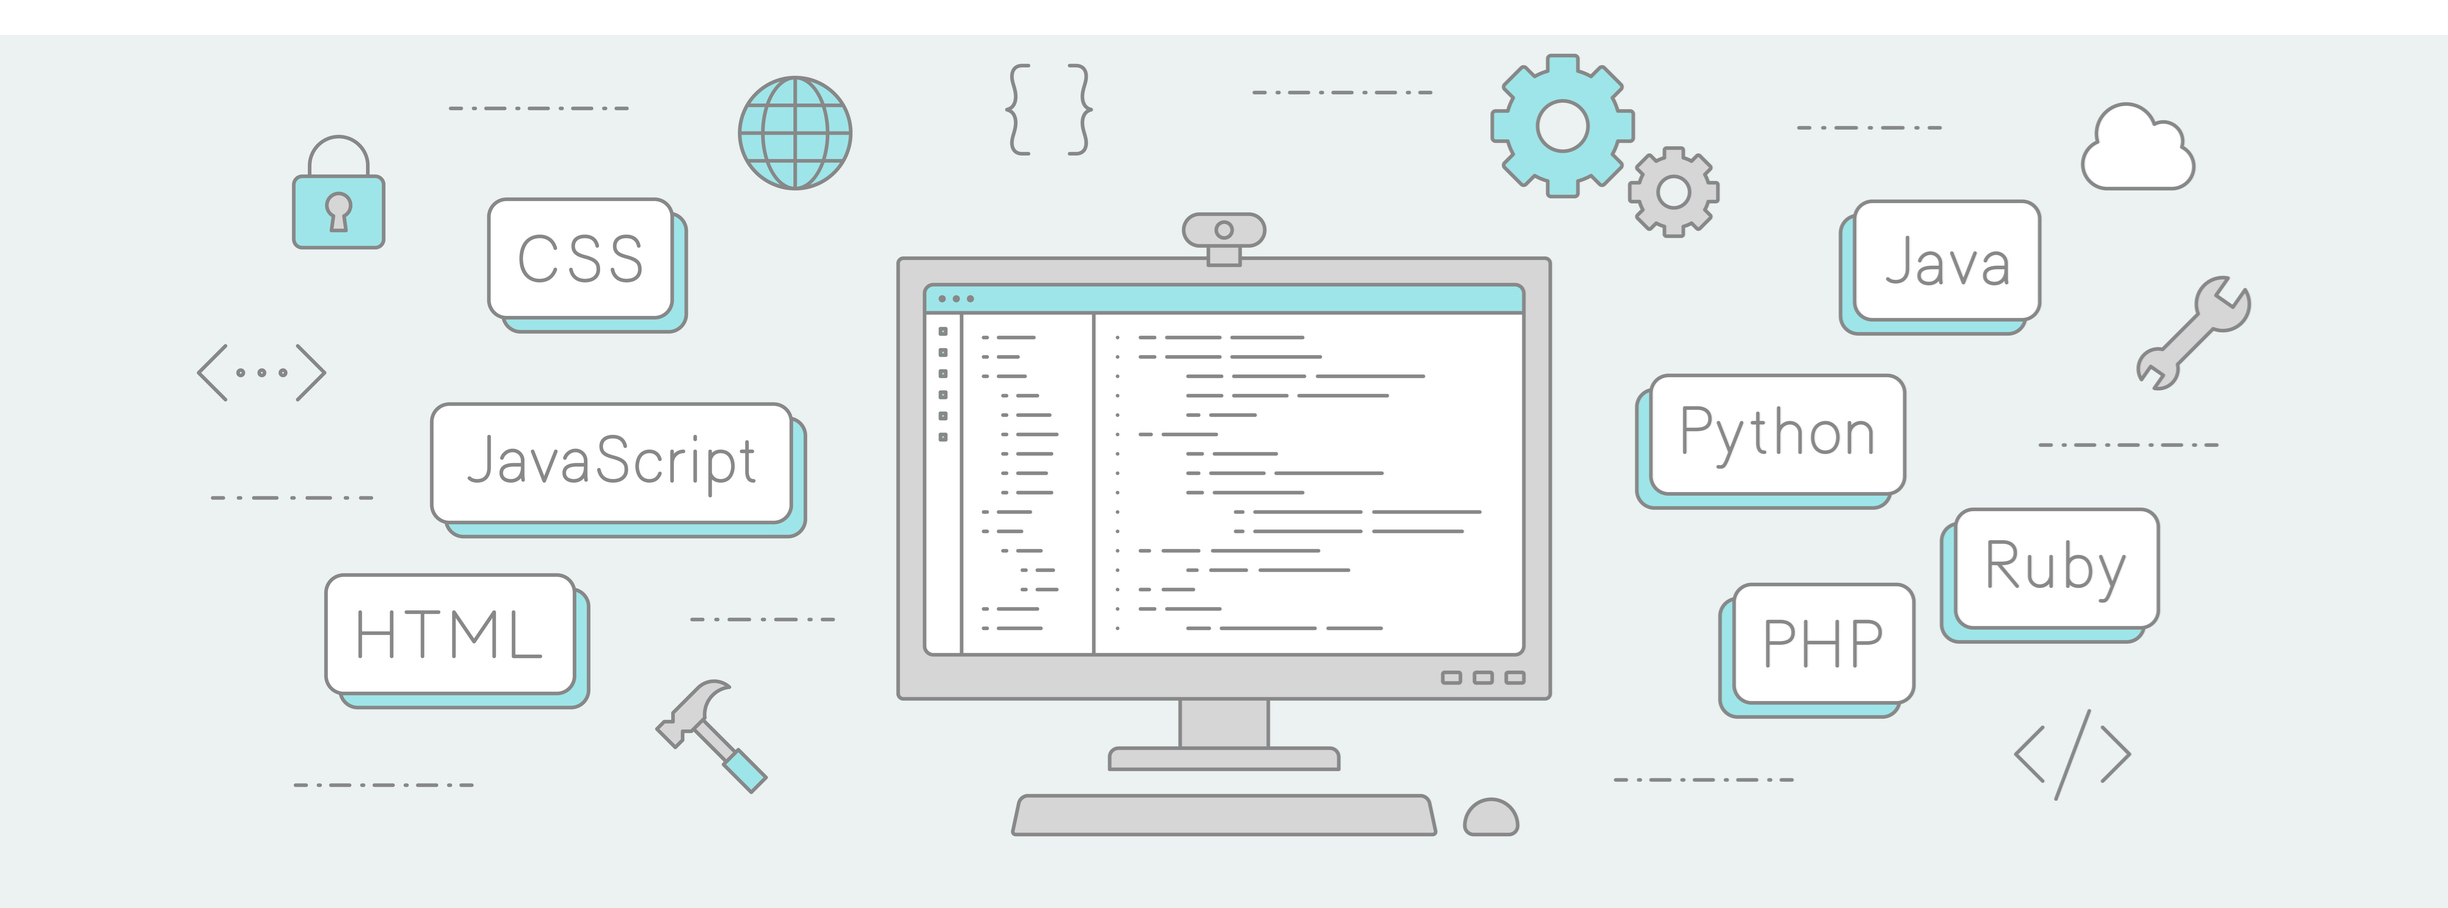 { }
CSS
Java
<...>
JavaScript
Python
HTML
Ruby
PHP
</>